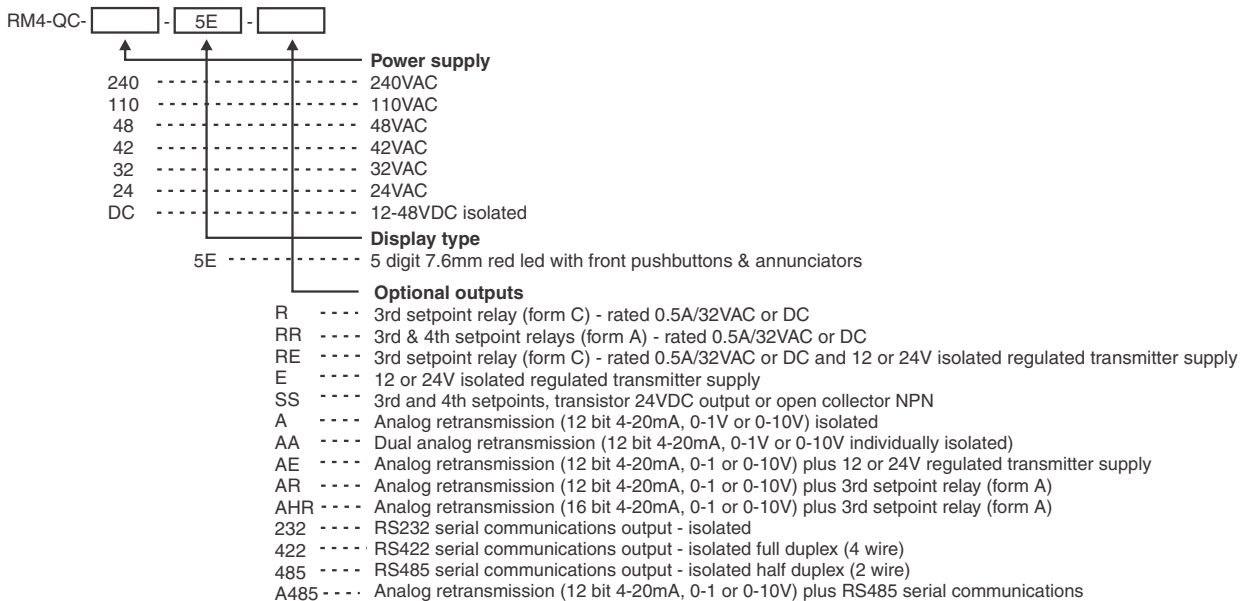 RM4-QC- - 5E -
Power supply
240 240VAC
110 110VAC
48 48VAC
42 42VAC
32 32VAC
24 24VAC
DC 12-48VDC isolated
Display type
5E 5 digit 7.6mm red led with front pushbuttons & annunciators
Optional outputs
R 3rd setpoint relay (form C) - rated 0.5A/32VAC or DC
RR 3rd & 4th setpoint relays (form A) - rated 0.5A/32VAC or DC
RE 3rd setpoint relay (form C) - rated 0.5A/32VAC or DC and 12 or 24V isolated regulated transmitter supply
E 12 or 24V isolated regulated transmitter supply
SS 3rd and 4th setpoints, transistor 24VDC output or open collector NPN
A Analog retransmission (12 bit 4-20mA, 0-1V or 0-10V) isolated
AA Dual analog retransmission (12 bit 4-20mA, 0-1V or 0-10V individually isolated)
AE Analog retransmission (12 bit 4-20mA, 0-1 or 0-10V) plus 12 or 24V regulated transmitter supply
AR Analog retransmission (12 bit 4-20mA, 0-1 or 0-10V) plus 3rd setpoint relay (form A)
AHR Analog retransmission (16 bit 4-20mA, 0-1 or 0-10V) plus 3rd setpoint relay (form A)
232 RS232 serial communications output - isolated
422 RS422 serial communications output - isolated full duplex (4 wire)
485 RS485 serial communications output - isolated half duplex (2 wire)
A485 Analog retransmission (12 bit 4-20mA, 0-1 or 0-10V) plus RS485 serial communications